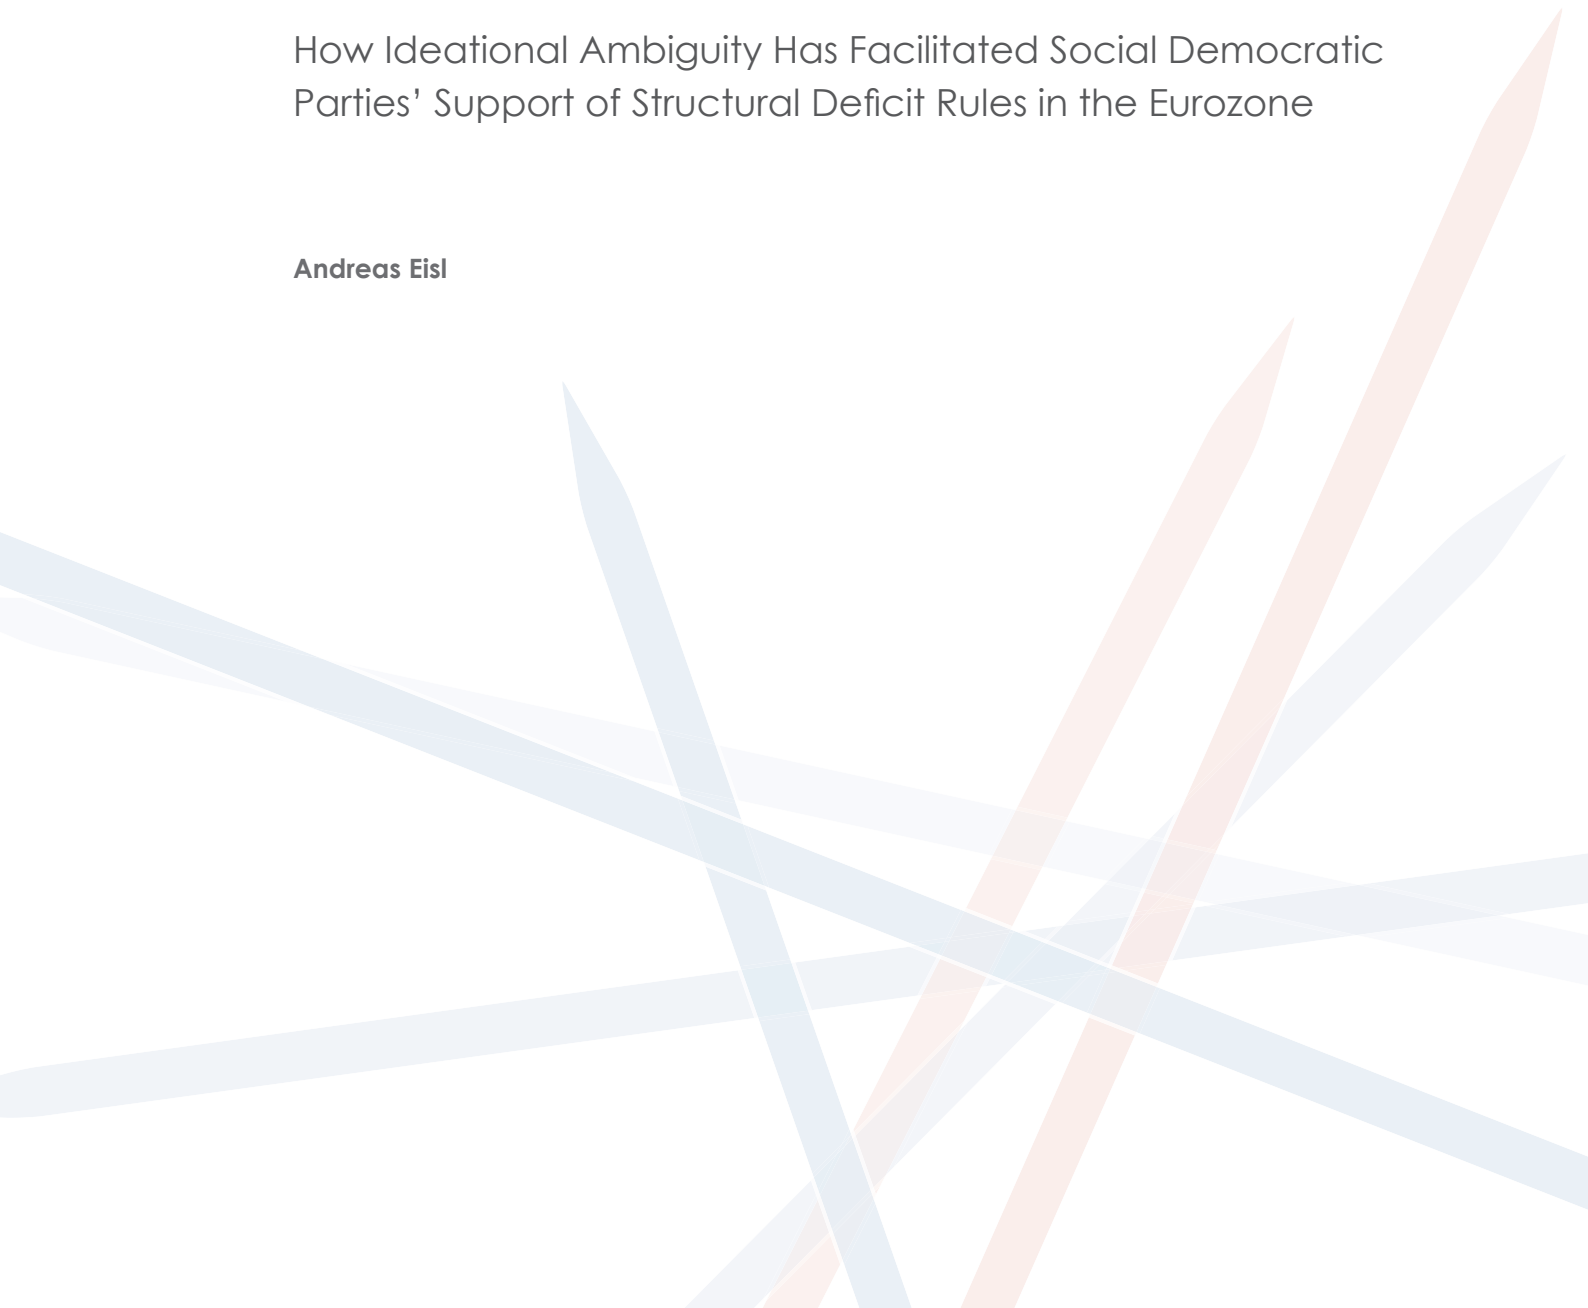 How Ideational Ambiguity Has Facilitated Social Democratic
Parties’ Support of Structural Deficit Rules in the Eurozone
Andreas Eisl